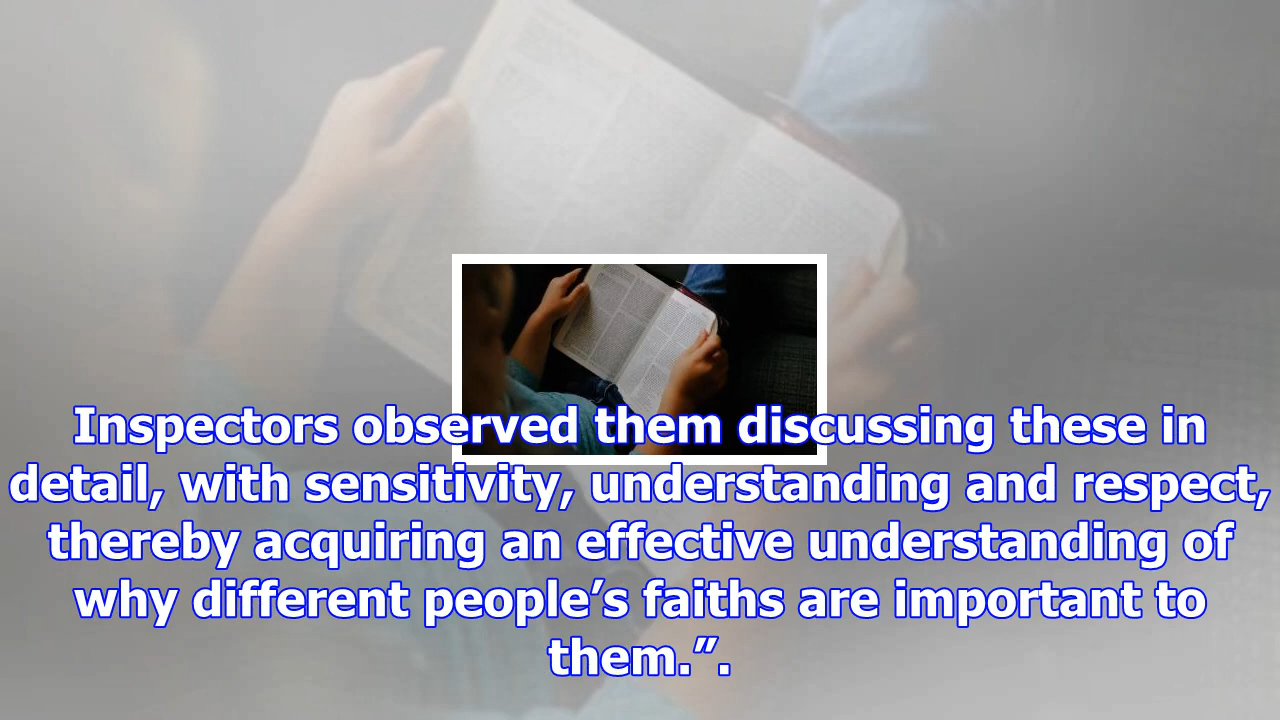 Inspectors observed them discussing these in
detail, with sensitivity, understanding and respect,
thereby acquiring an effective understanding of
why different people’s faiths are important to
them.”.